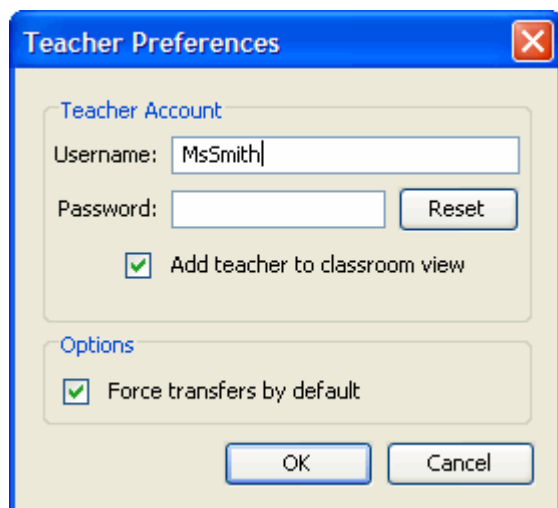 Teacher Preferences
Teacher Account
Username: MsSmith
Password: Reset
Add teacher to classroom view
Options
Force transfers by default
OK Cancel